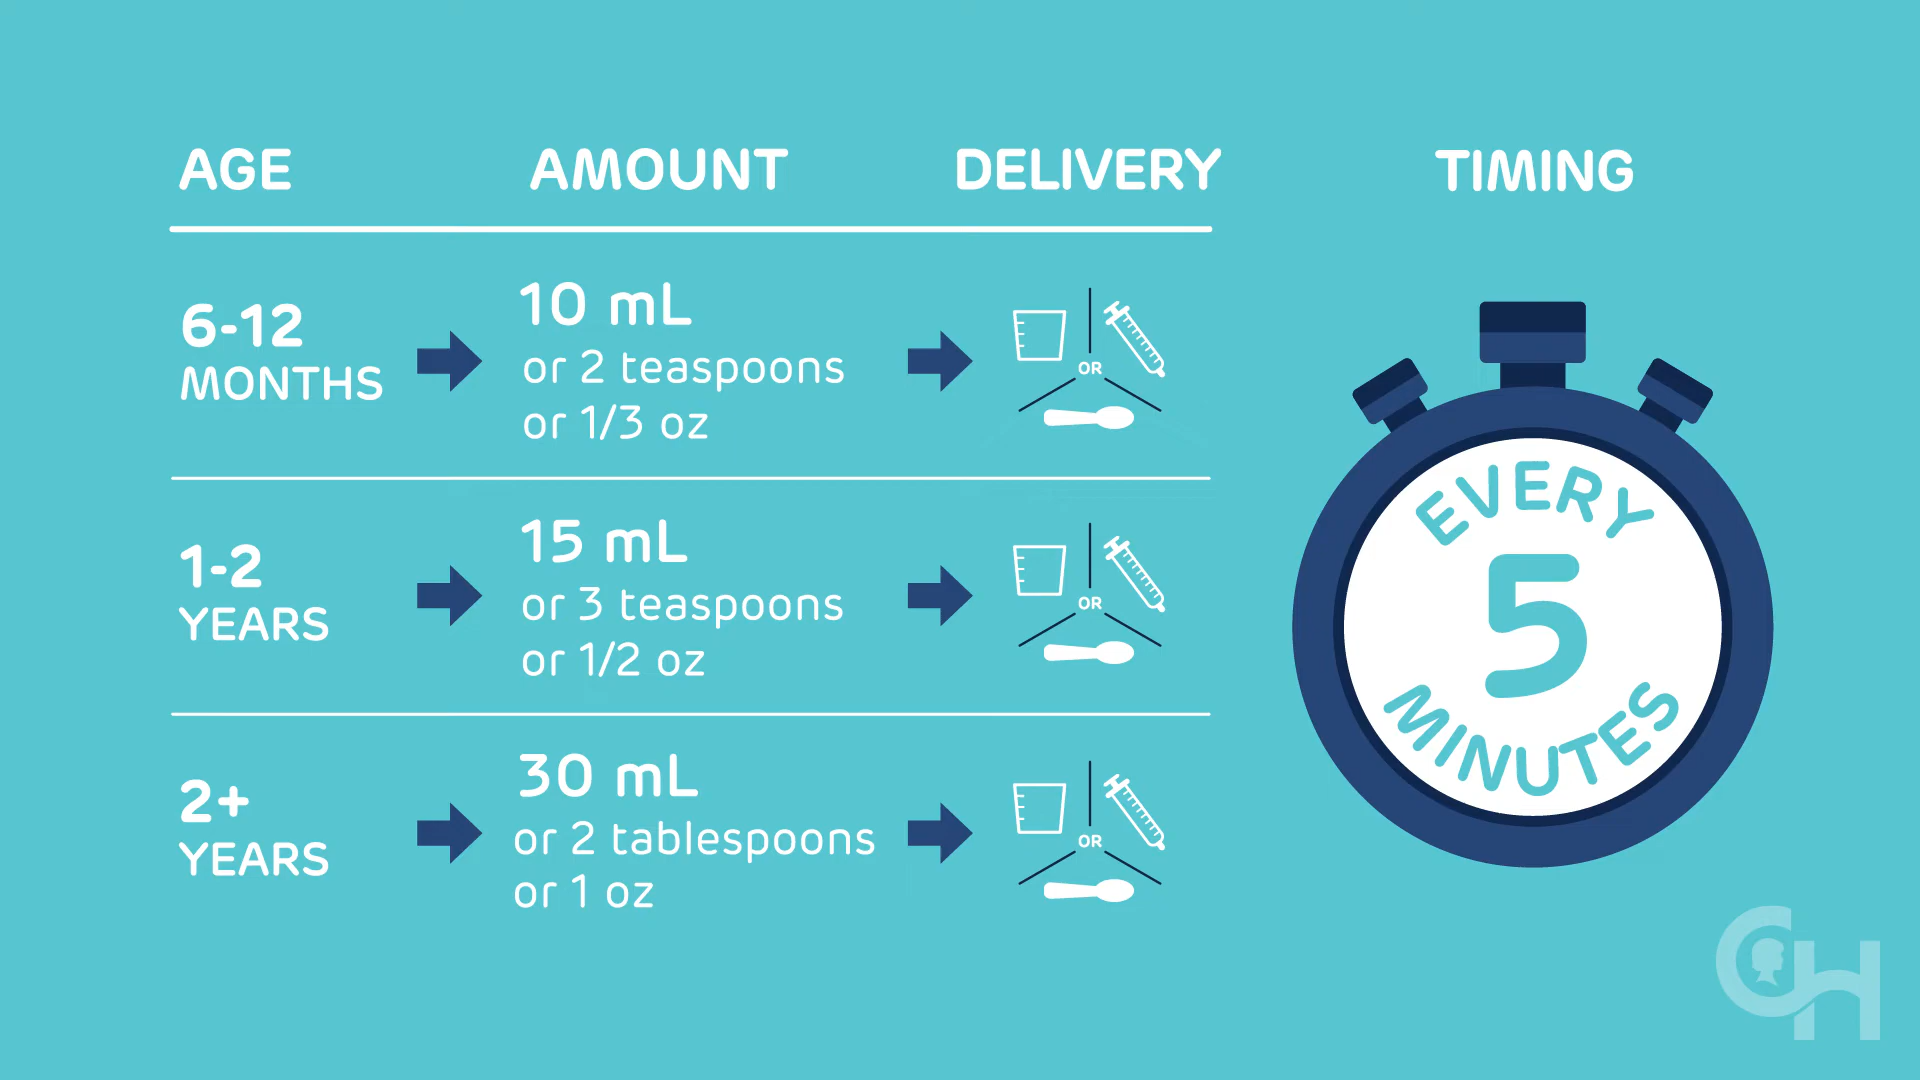 AGE AMOUNT DELIVERY TIMING
6-12
MONTHS
10 mL
or 2 teaspoons
or 1/3 oz
OR
1-2
YEARS
15 mL
or 3 teaspoons
or 1/2 oz
OR
2+
YEARS
30 mL
or 2 tablespoons
or 1 oz
OR
EVERY
5
MINUTES
CH